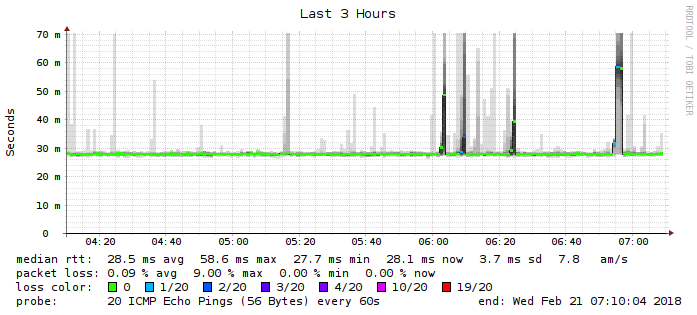 Last 3 Hours
RRDTOOL / TOBI OETIKER
Seconds
70 m
60 m
50 m
40 m
30 m
20 m
10 m
0
04:20 04:40 05:00 05:20 05:40 06:00 06:20 06:40 07:00
median rtt: 28.5 ms avg 58.6 ms max 27.7 ms min 28.1 ms now 3.7 ms sd 7.8 am/s
packet loss: 0.09 % avg 9.00 % max 0.00 % min 0.00 % now
loss color: 0 1/20 2/20 3/20 4/20 10/20 19/20
probe: 20 ICMP Echo Pings (56 Bytes) every 60s end: Wed Feb 21 07:10:04 2018